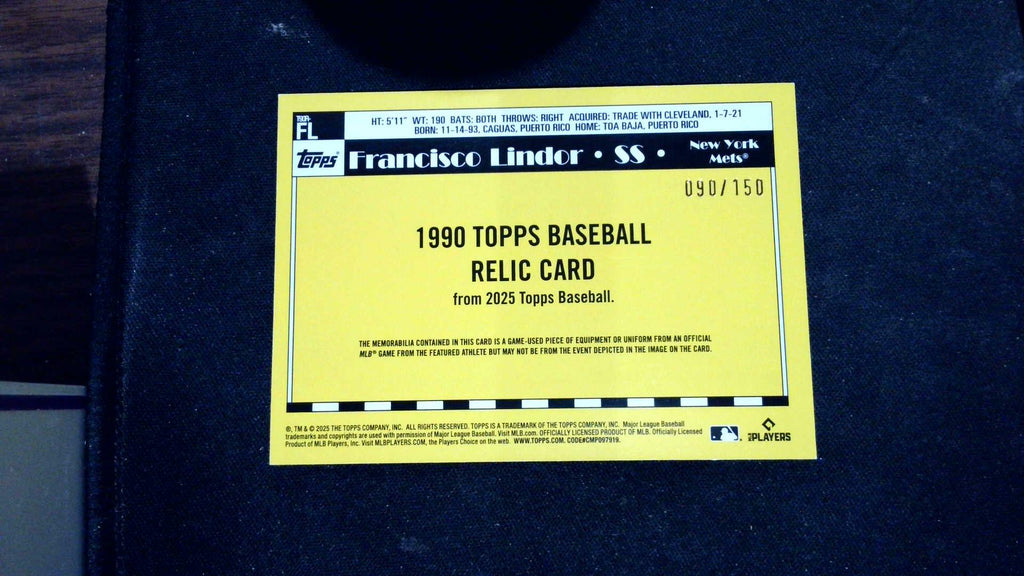 T90R-
FL
HT: 5'11" WT: 190 BATS: BOTH THROWS: RIGHT ACQUIRED: TRADE WITH CLEVELAND, 1-7-21
BORN: 11-14-93, CAGUAS, PUERTO RICO HOME: TOA BAJA, PUERTO RICO
Topps Francisco Lindor • SS • New York Mets®
090/150
1990 TOPPS BASEBALL
RELIC CARD
from 2025 Topps Baseball.
THE MEMORABILIA CONTAINED IN THIS CARD IS A GAME-USED PIECE OF EQUIPMENT OR UNIFORM FROM AN OFFICIAL
MLB® GAME FROM THE FEATURED ATHLETE BUT MAY NOT BE FROM THE EVENT DEPICTED IN THE IMAGE ON THE CARD.
®, TM & © 2025 THE TOPPS COMPANY, INC. ALL RIGHTS RESERVED. TOPPS IS A TRADEMARK OF THE TOPPS COMPANY, INC. Major League Baseball
trademarks and copyrights are used with permission of Major League Baseball. Visit MLB.com. OFFICIALLY LICENSED PRODUCT OF MLB. Officially Licensed
Product of MLB Players, Inc. Visit MLBPLAYERS.COM, the Players Choice on the web. WWW.TOPPS.COM. CODE#CMP097919.
MLB PLAYERS